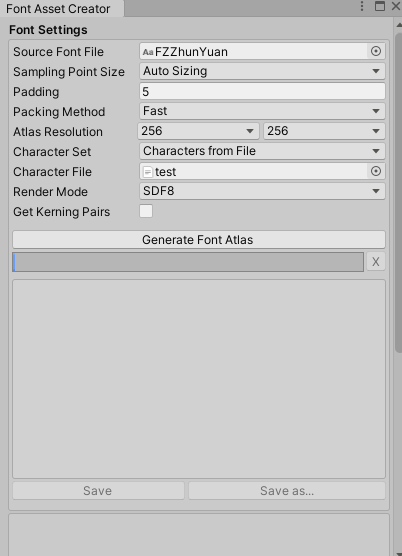 Font Asset Creator
Font Settings
Source Font File Aa FZZhunYuan
Sampling Point Size Auto Sizing
Padding 5
Packing Method Fast
Atlas Resolution 256 256
Character Set Characters from File
Character File test
Render Mode SDF8
Get Kerning Pairs
Generate Font Atlas
X
Save Save as...